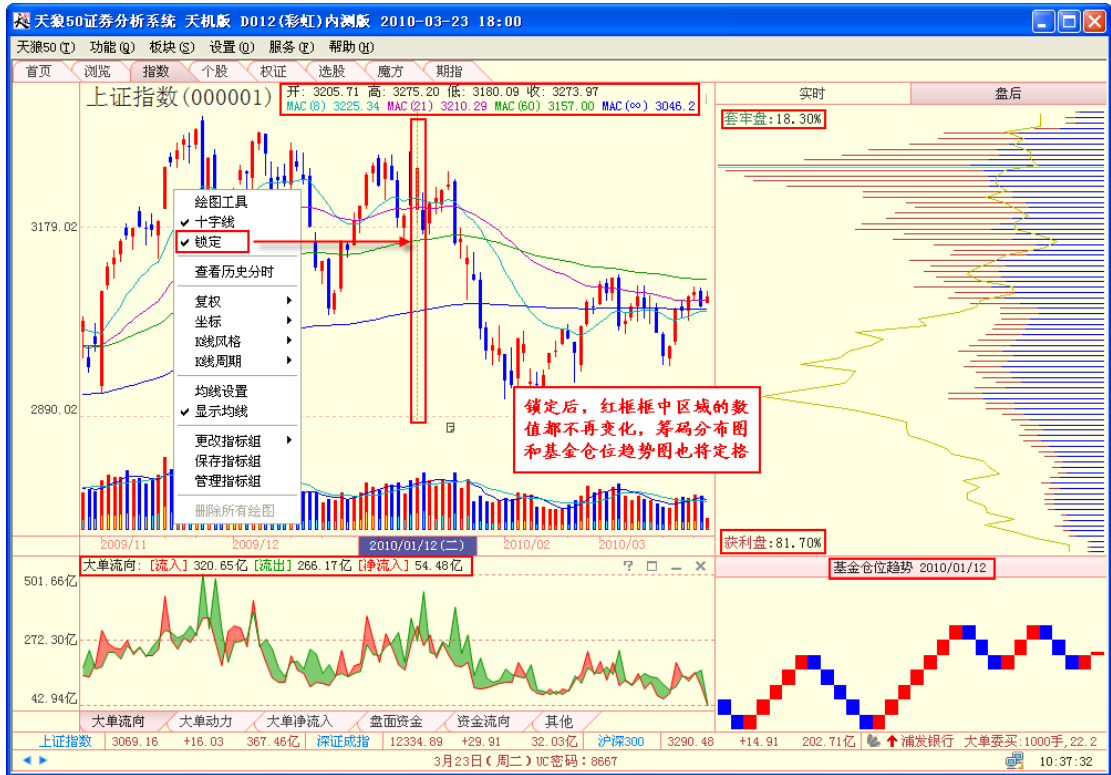 天狼50证券分析系统 天机版 D012(彩虹)内测版 2010-03-23 18:00
天狼50(T) 功能(Q) 板块(S) 设置(O) 服务(F) 帮助(H)
首页 浏览 指数 个股 权证 选股 魔方 期指
上证指数(000001)
开: 3205.71 高: 3275.20 低: 3180.09 收: 3273.97
MAC(8) 3225.34 MAC(21) 3210.29 MAC(60) 3157.00 MAC(∞) 3046.2
实时 盘后
套牢盘:18.30%
绘图工具
十字线
锁定
查看历史分时
复权
坐标
K线风格
K线周期
均线设置
显示均线
更改指标组
保存指标组
管理指标组
删除所有绘图
3179.02
2890.02
锁定后，红框框中区域的数
值都不再变化，筹码分布图
和基金仓位趋势图也将定格
获利盘:81.70%
2009/11 2009/12 2010/01/12(二) 2010/02 2010/03
大单流向: [流入] 320.65亿 [流出] 266.17亿 [净流入] 54.48亿
基金仓位趋势 2010/01/12
501.66亿
272.30亿
42.94亿
大单流向 大单动力 大单净流入 盘面资金 资金流向 其他
上证指数 3069.16 +16.03 367.46亿 深证成指 12334.89 +29.91 32.03亿 沪深300 3290.48 +14.91 202.71亿 浦发银行 大单委买:1000手,22.2
3月23日(周二)UC密码:8667
10:37:32